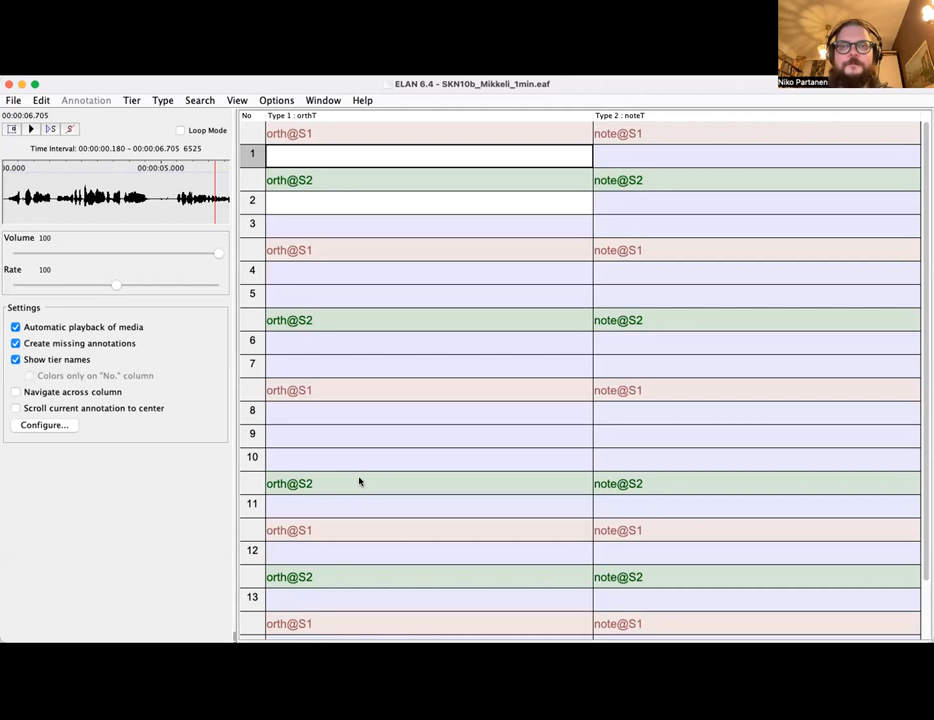 Niko Partanen
ELAN 6.4 - SKN10b_Mikkeli_1min.eaf
File Edit Annotation Tier Type Search View Options Window Help
00:00:06.705
Loop Mode
Time Interval: 00:00:00.180 - 00:00:06.705 6525
00:00:05.000
Volume 100
Rate 100
Settings
Automatic playback of media
Create missing annotations
Show tier names
Colors only on "No." column
Navigate across column
Scroll current annotation to center
Configure...
No Type 1 : orthT Type 2 : noteT
orth@S1 note@S1
1
orth@S2 note@S2
2
3
orth@S1 note@S1
4
5
orth@S2 note@S2
6
7
orth@S1 note@S1
8
9
10
orth@S2 note@S2
11
orth@S1 note@S1
12
orth@S2 note@S2
13
orth@S1 note@S1